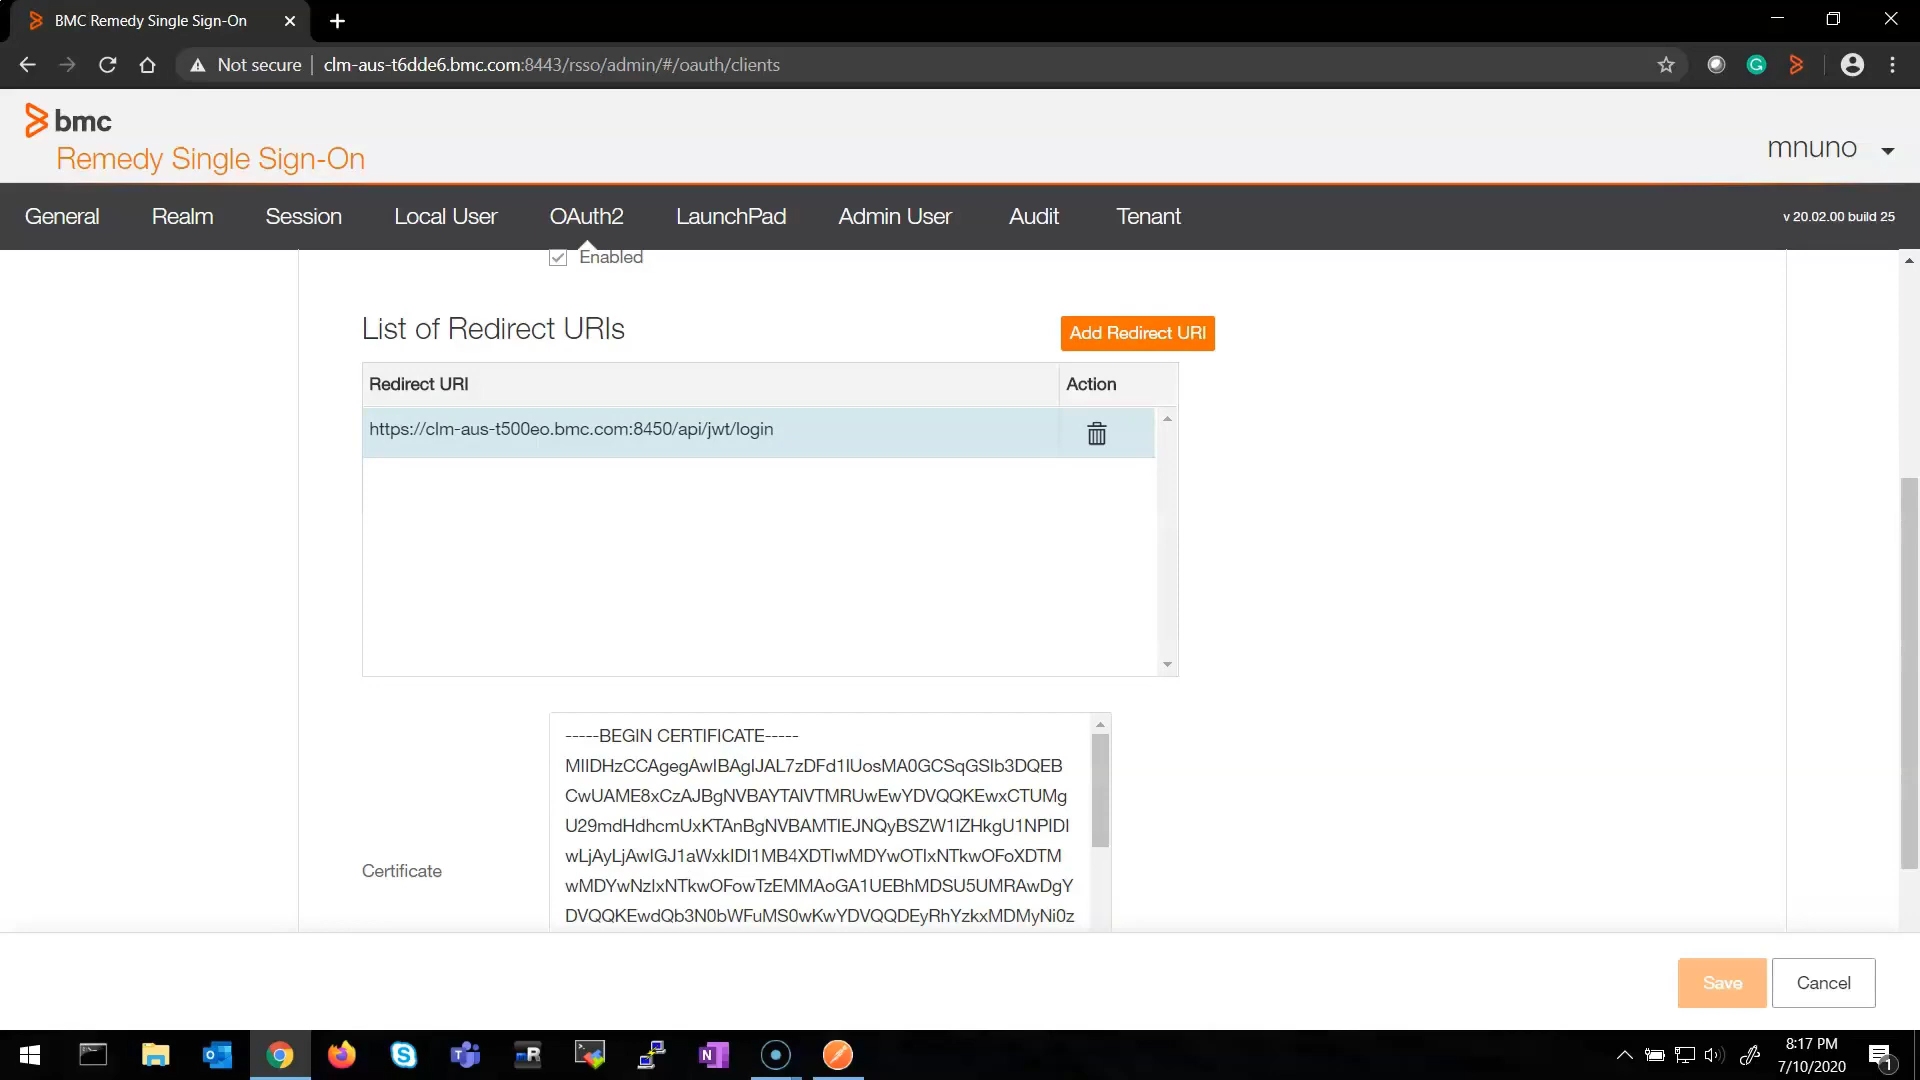 BMC Remedy Single Sign-On
Not secure
clm-aus-t6dde6.bmc.com:8443/rsso/admin/#/oauth/clients
bmc
Remedy Single Sign-On
mnuno
General
Realm
Session
Local User
OAuth2
LaunchPad
Admin User
Audit
Tenant
v 20.02.00 build 25
Enabled
List of Redirect URIs
Add Redirect URI
Redirect URI
Action
https://clm-aus-t500eo.bmc.com:8450/api/jwt/login
-----BEGIN CERTIFICATE-----
MIIDHzCCAgegAwIBAgIJAL7zDFd1lUosMA0GCSqGSIb3DQEB
CwUAME8xCzAJBgNVBAYTAlVTMRUwEwYDVQQKEwxCTUMg
U29mdHdhcmUxKTAnBgNVBAMTIEJNQyBSZW1lZHkgU1NPIDI
wLjAyLjAwIGJ1aWxkIDI1MB4XDTIwMDYwOTIxNTkwOFoXDTM
wMDYwNzIxNTkwOFowTzEMMAoGA1UEBhMDSU5UMRAwDgY
DVQQKEwdQb3N0bWFuMS0wKwYDVQQDEyRhYzkxMDMyNi0z
Certificate
Save
Cancel
8:17 PM
7/10/2020
1